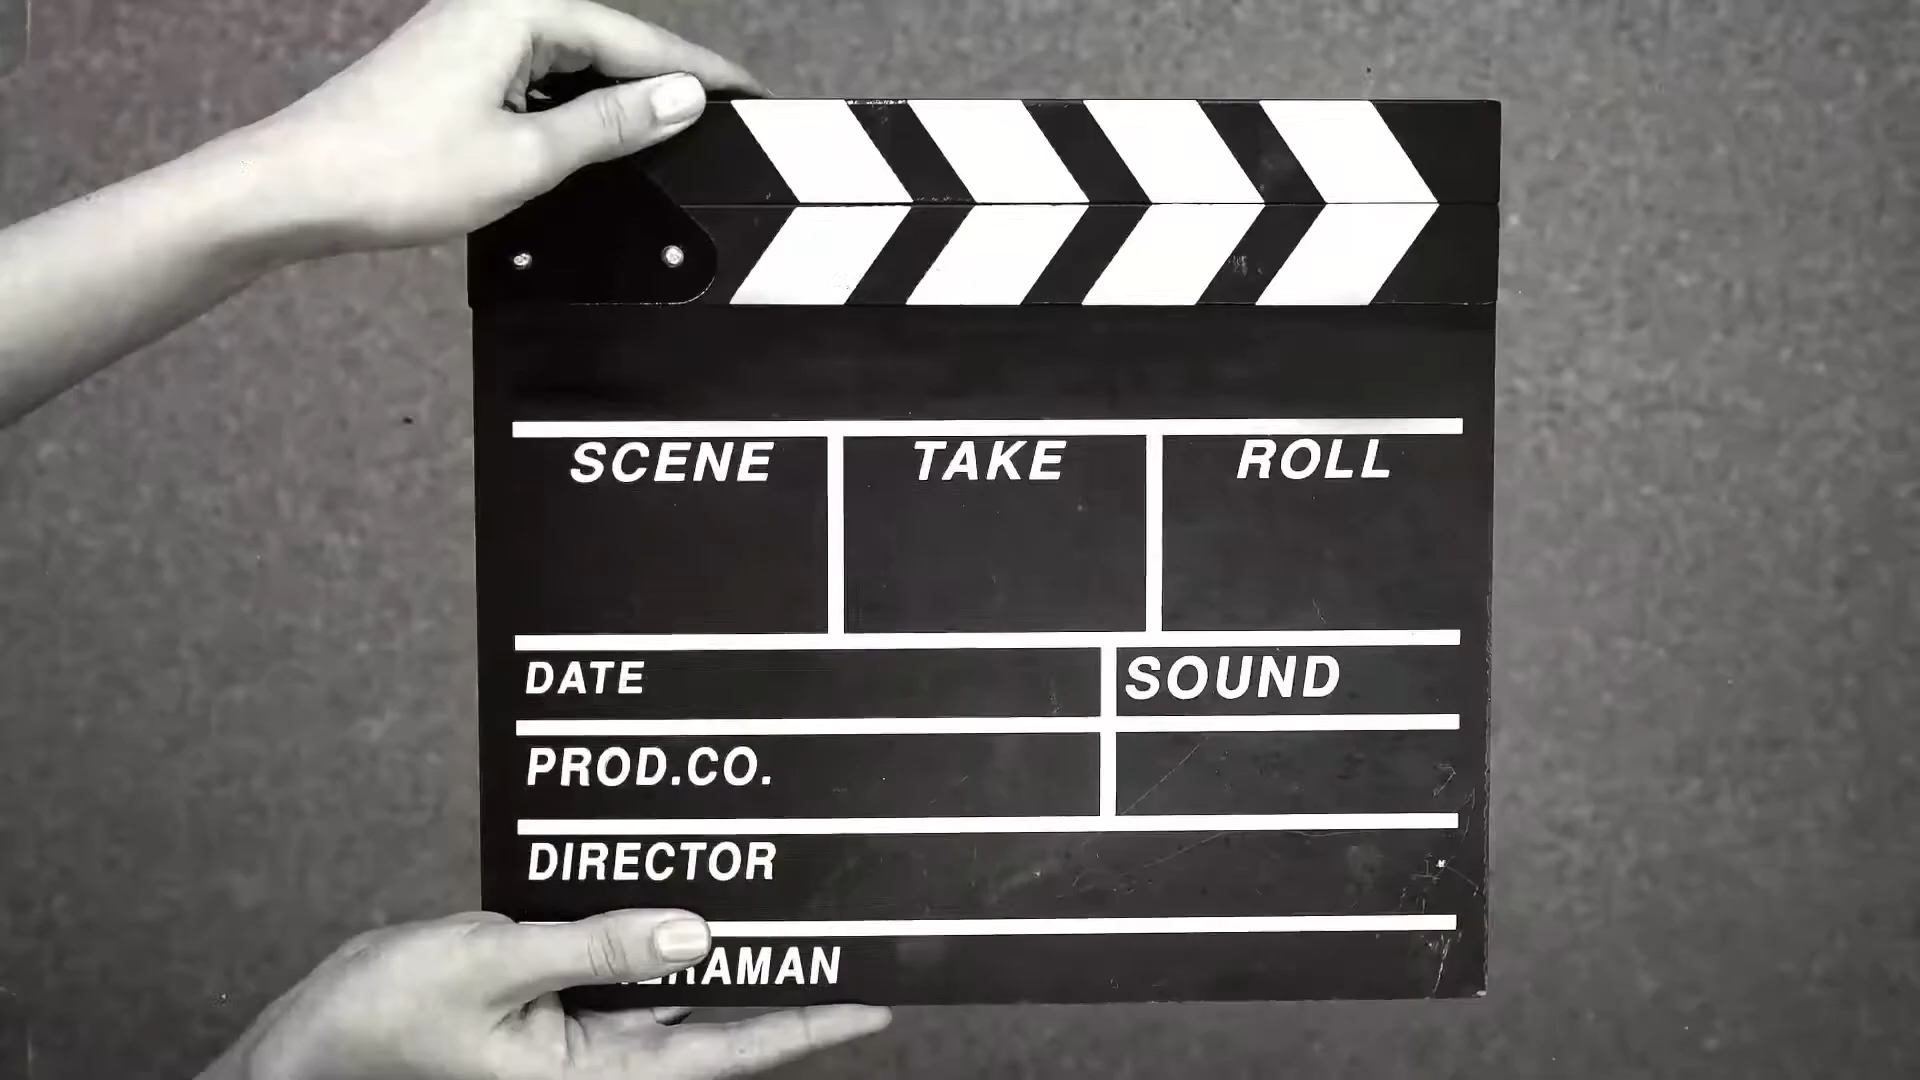 SCENE TAKE ROLL
DATE SOUND
PROD.CO.
DIRECTOR